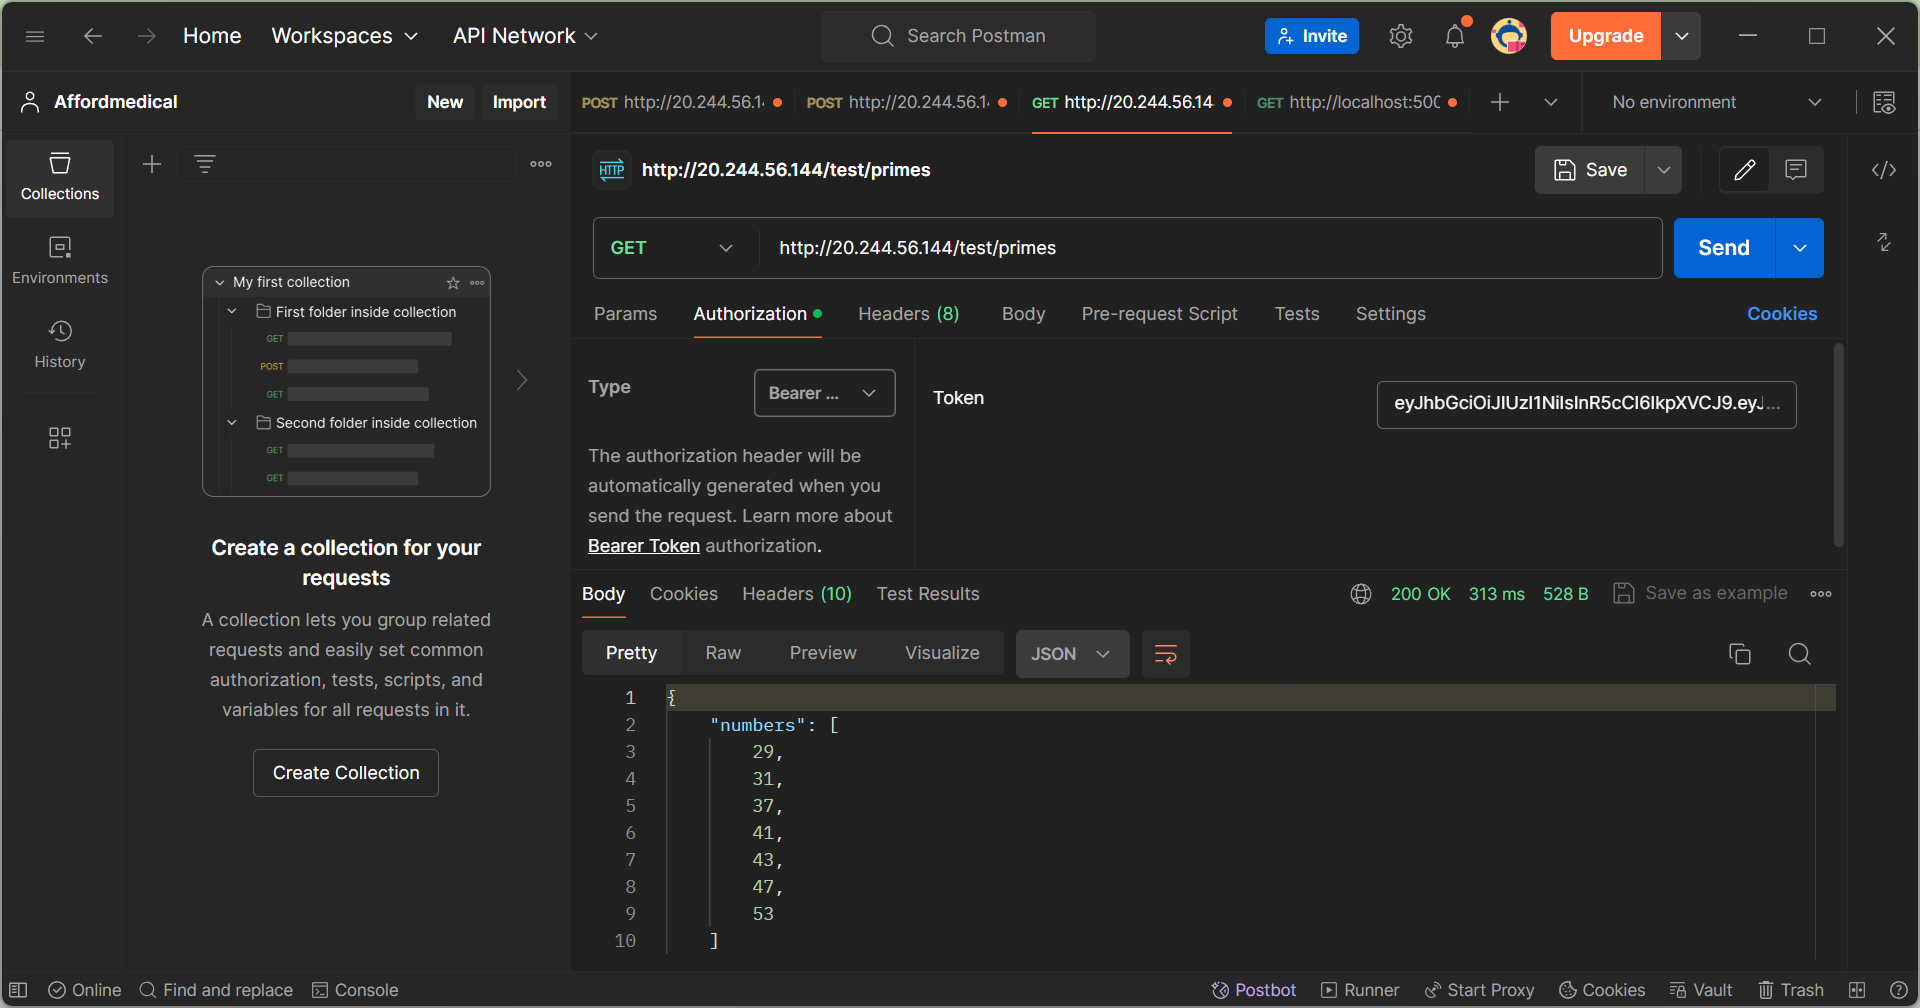 Home Workspaces API Network Search Postman Invite Upgrade
Affordmedical New Import
POST http://20.244.56.14 POST http://20.244.56.14 GET http://20.244.56.14 GET http://localhost:500 No environment
Collections
Environments
History
My first collection
First folder inside collection
GET
POST
GET
Second folder inside collection
GET
GET
Create a collection for your
requests
A collection lets you group related
requests and easily set common
authorization, tests, scripts, and
variables for all requests in it.
Create Collection
HTTP http://20.244.56.144/test/primes Save
GET http://20.244.56.144/test/primes Send
Params Authorization Headers (8) Body Pre-request Script Tests Settings Cookies
Type Bearer ... Token eyJhbGciOiJIUzI1NiIsInR5cCI6IkpXVCJ9.eyJ...
The authorization header will be
automatically generated when you
send the request. Learn more about
Bearer Token authorization.
Body Cookies Headers (10) Test Results 200 OK 313 ms 528 B Save as example
Pretty Raw Preview Visualize JSON
1 {
2 "numbers": [
3 29,
4 31,
5 37,
6 41,
7 43,
8 47,
9 53
10 ]
Online Find and replace Console Postbot Runner Start Proxy Cookies Vault Trash